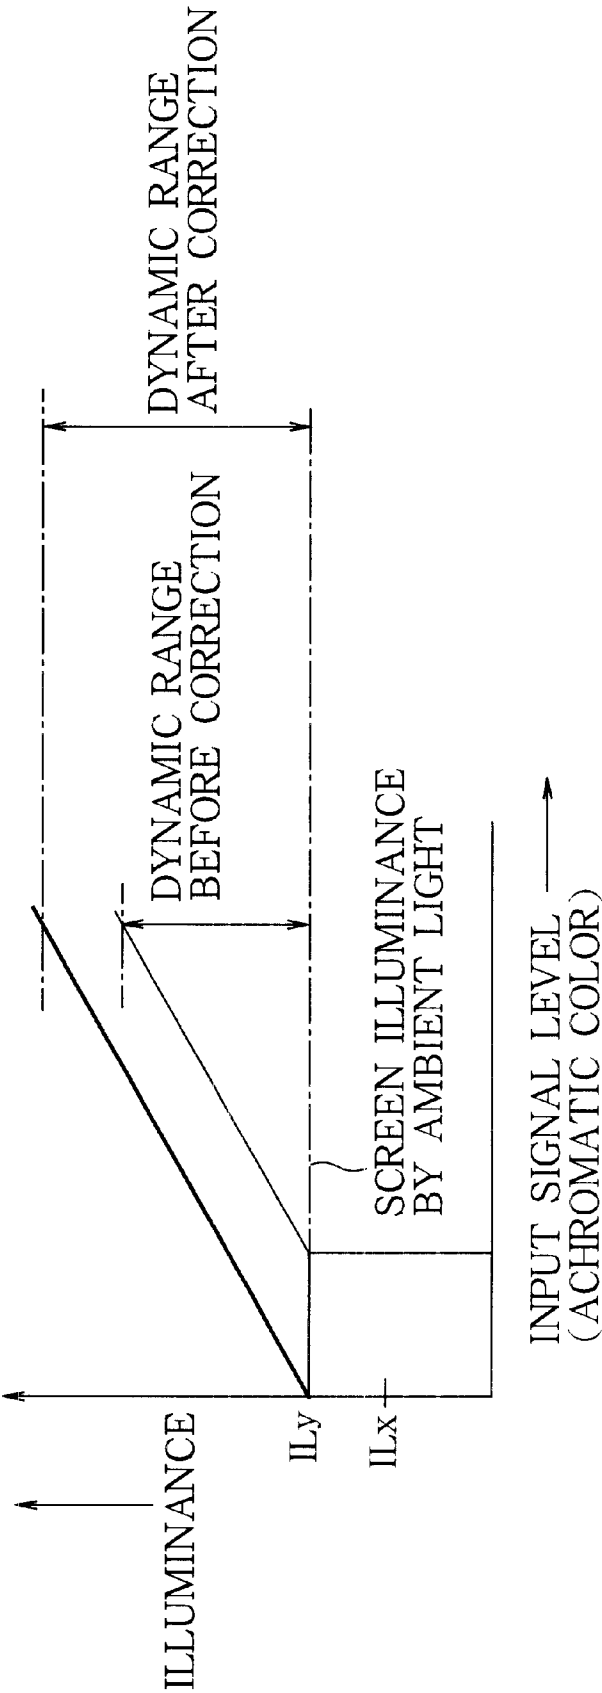 ILLUMINANCE
ILy
ILx
SCREEN ILLUMINANCE
BY AMBIENT LIGHT
DYNAMIC RANGE
BEFORE CORRECTION
DYNAMIC RANGE
AFTER CORRECTION
INPUT SIGNAL LEVEL
(ACHROMATIC COLOR)